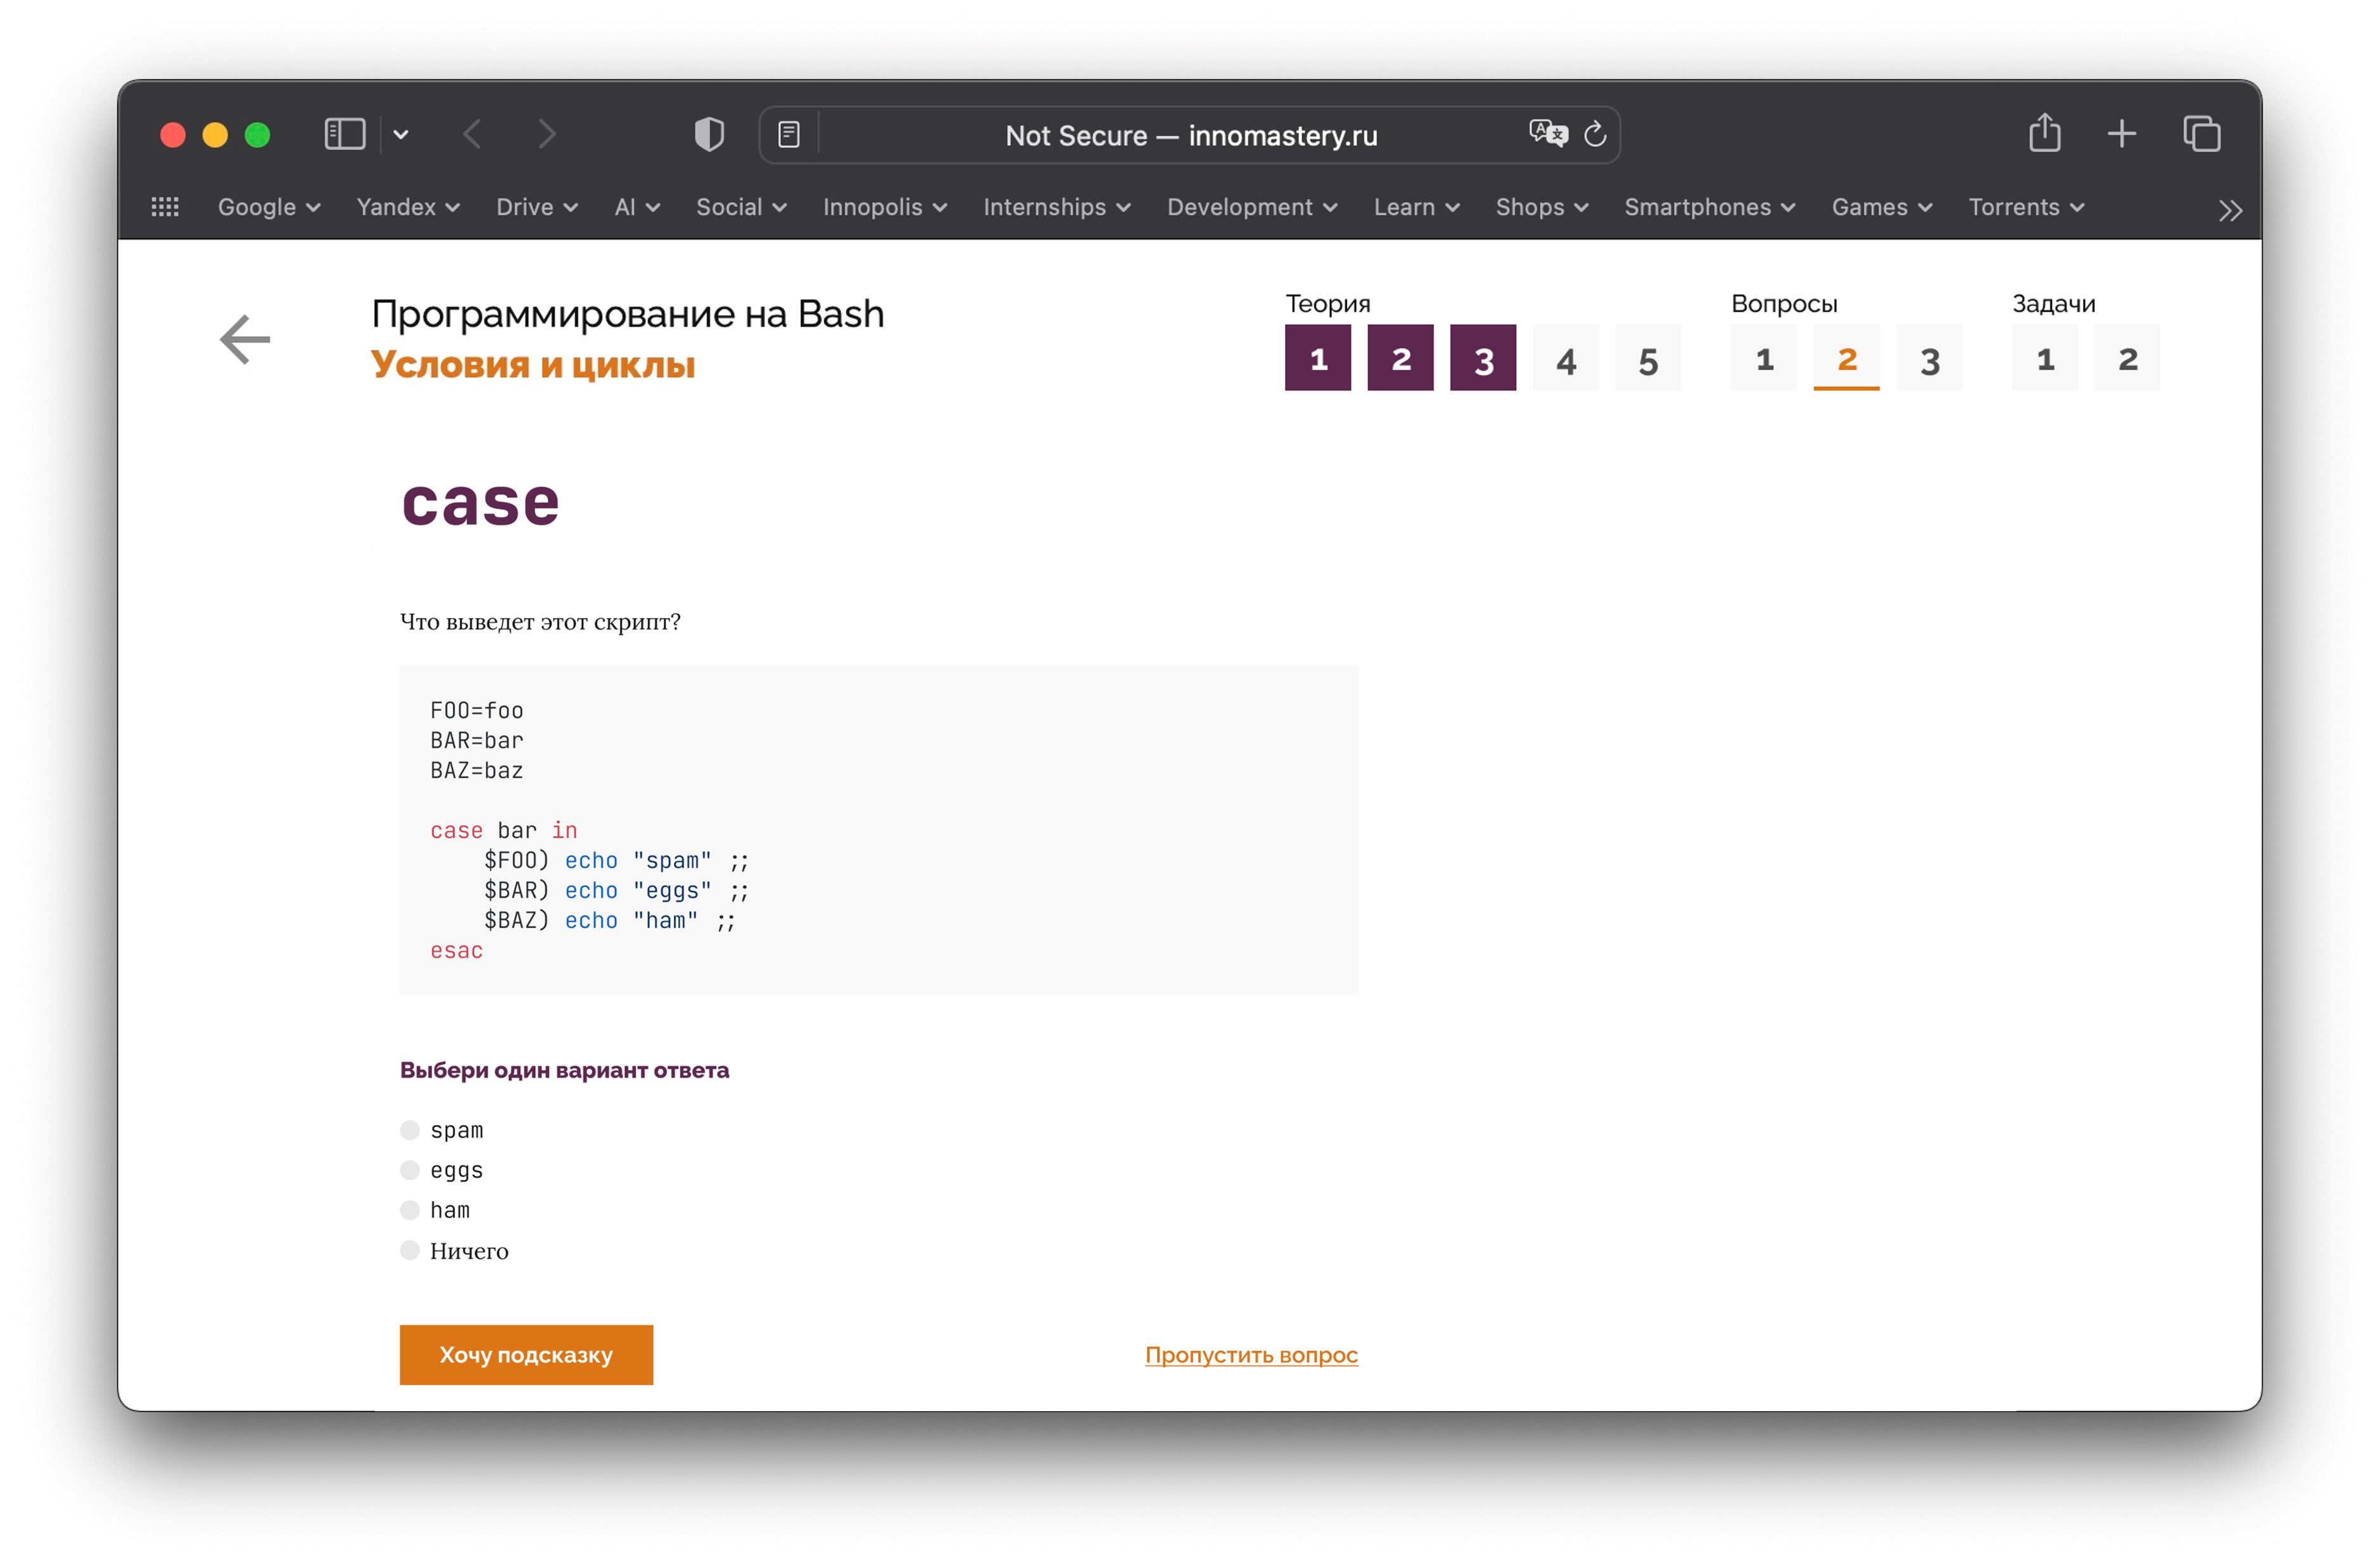 Not Secure — innomastery.ru
Google Yandex Drive AI Social Innopolis Internships Development Learn Shops Smartphones Games Torrents
Программирование на Bash
Условия и циклы
Теория
1 2 3 4 5
Вопросы
1 2 3
Задачи
1 2
case
Что выведет этот скрипт?
FOO=foo
BAR=bar
BAZ=baz
case bar in
    $FOO) echo "spam" ;;
    $BAR) echo "eggs" ;;
    $BAZ) echo "ham" ;;
esac
Выбери один вариант ответа
spam
eggs
ham
Ничего
Хочу подсказку
Пропустить вопрос